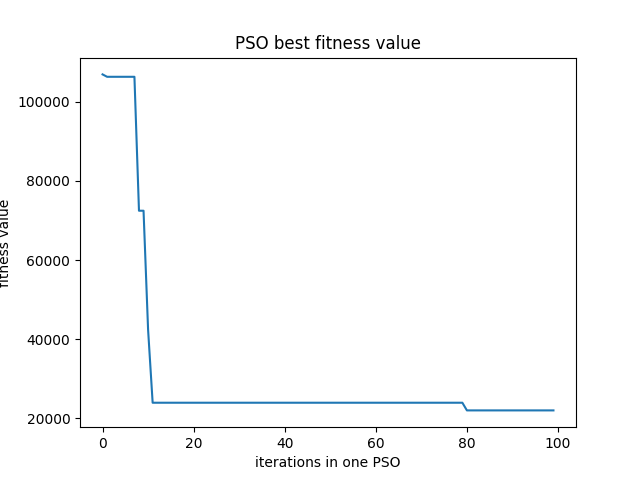 PSO best fitness value
fitness value
100000
80000
60000
40000
20000
0 20 40 60 80 100
iterations in one PSO